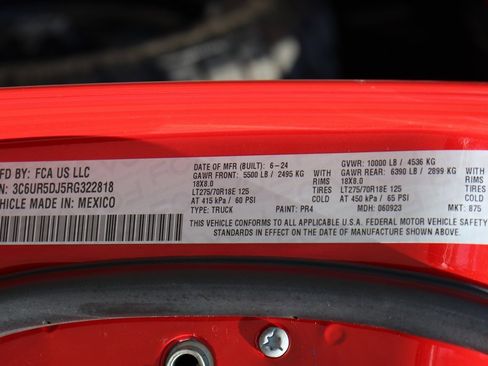 FD BY: FCA US LLC
N: 3C6UR5DJ5RG322818
EHICLE MADE IN: MEXICO
DATE OF MFR (BUILT): 6-24
GAWR FRONT: 5500 LB / 2495 KG
18X8.0 RIMS
LT275/70R18E 125 TIRES
AT 415 kPa / 60 PSI COLD
TYPE: TRUCK PAINT: PR4 MDH: 060923 MKT: 875
GVWR: 10000 LB / 4536 KG
GAWR REAR: 6390 LB / 2899 KG
18X8.0 RIMS
LT275/70R18E 125 TIRES
AT 450 kPa / 65 PSI COLD
THIS VEHICLE CONFORMS TO ALL APPLICABLE U.S.A. FEDERAL MOTOR VEHICLE SAFETY
STANDARDS IN EFFECT ON THE DATE OF MANUFACTURE SHOWN ABOVE.